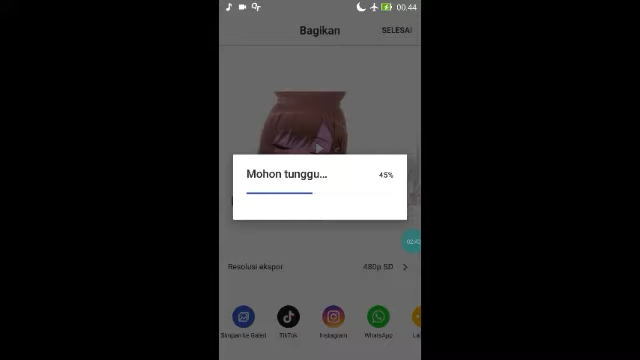 00.44
Bagikan
SELESAI
Mohon tunggu...
45%
Resolusi ekspor
480p SD
Simpan ke Galeri
TikTok
Instagram
WhatsApp